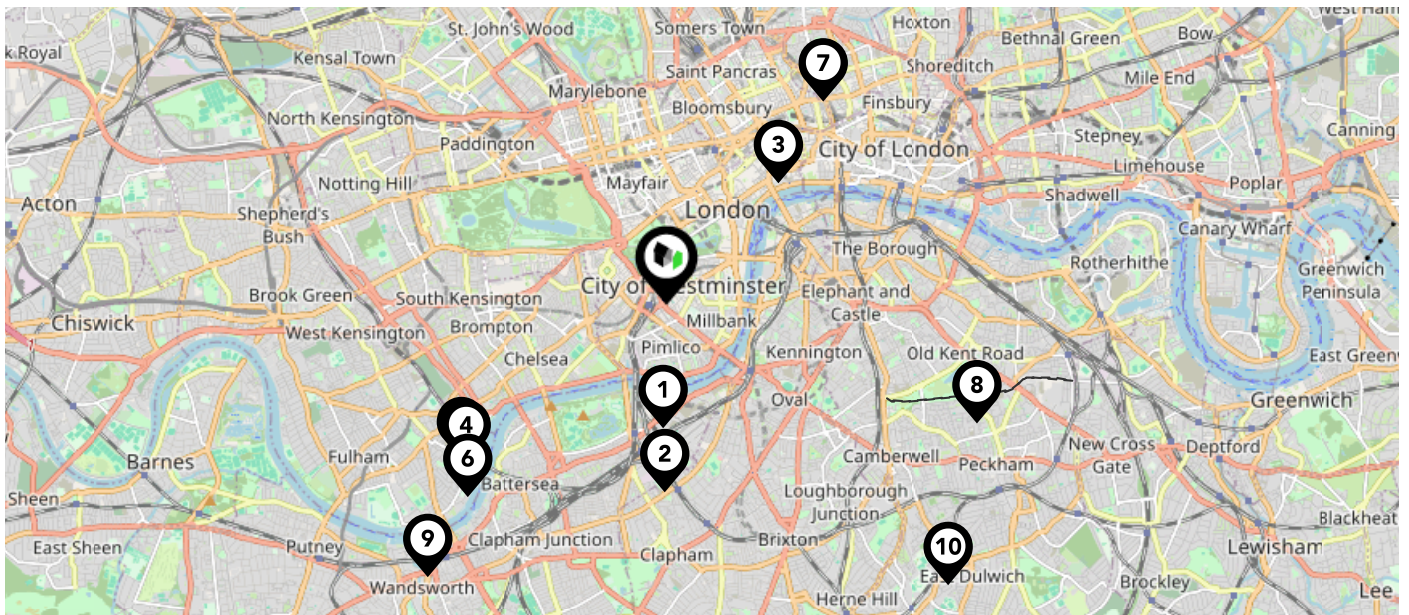 Hoxton
West Ham
St. John's Wood
Somers Town
Bethnal Green
Bow
k Royal
Kensal Town
7
Saint Pancras
Shoreditch
Mile End
Marylebone
Bloomsbury
Finsbury
North Kensington
Paddington
3
City of London
Stepney
Canning
Limehouse
Notting Hill
Mayfair
Poplar
Shadwell
Acton
Shepherd's
Bush
London
Canary Wharf
The Borough
Rotherhithe
Greenwich
Peninsula
City of
estminster
Brook Green
South Kensington
Elephant and
Castle
Chiswick
West Kensington
Brompton
Millbank
Pimlico
Chelsea
Kennington
Old Kent Road
East Green
1
Oval
8
Greenwich
4
6
2
Barnes
Fulham
Camberwell
Peckham
New Cross
Gate
Deptford
Sheen
Battersea
Loughborough
Junction
Blackheat
9
East Sheen
Putney
Clapham Junction
Clapham
Brixton
10
Lewisham
Wandsworth
East Dulwich
Brockley
Herne Hill
Lee